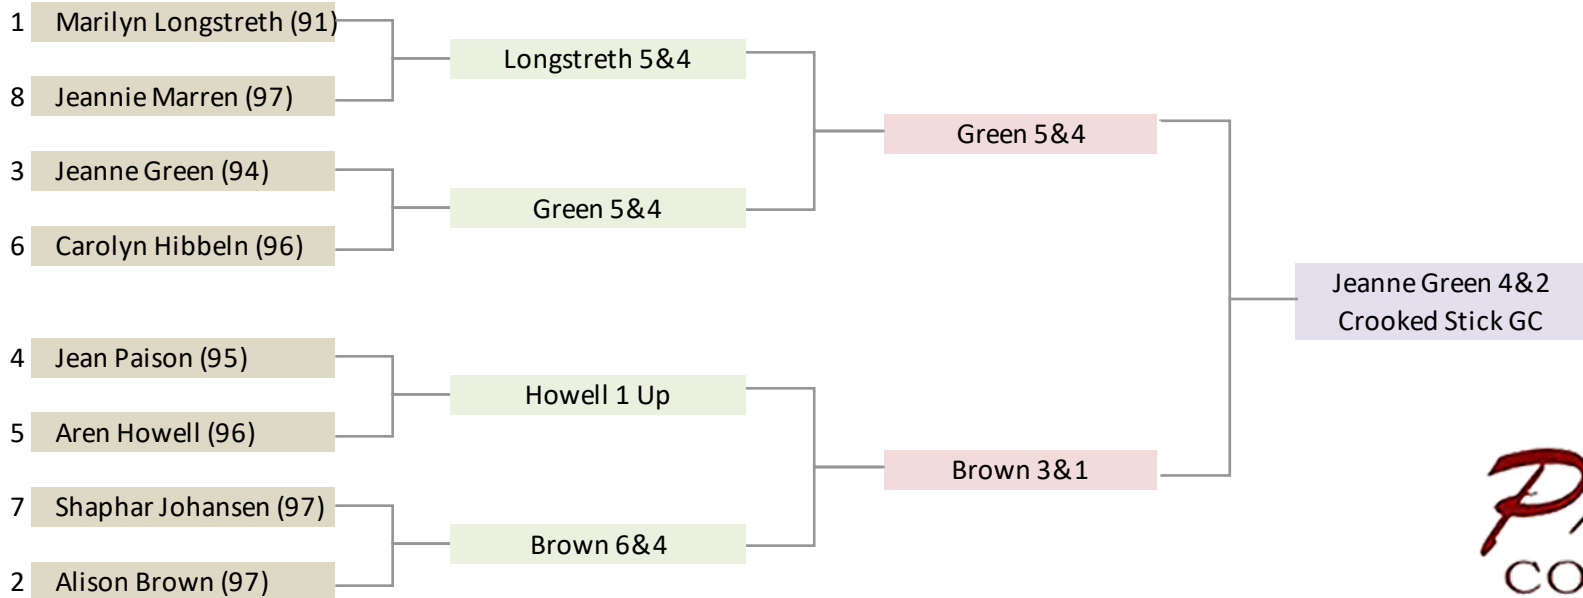 1 Marilyn Longstreth (91)
Longstreth 5&4
8 Jeannie Marren (97)
Green 5&4
3 Jeanne Green (94)
Green 5&4
6 Carolyn Hibbeln (96)
Jeanne Green 4&2
Crooked Stick GC
4 Jean Paison (95)
Howell 1 Up
5 Aren Howell (96)
Brown 3&1
7 Shaphar Johansen (97)
Brown 6&4
2 Alison Brown (97)